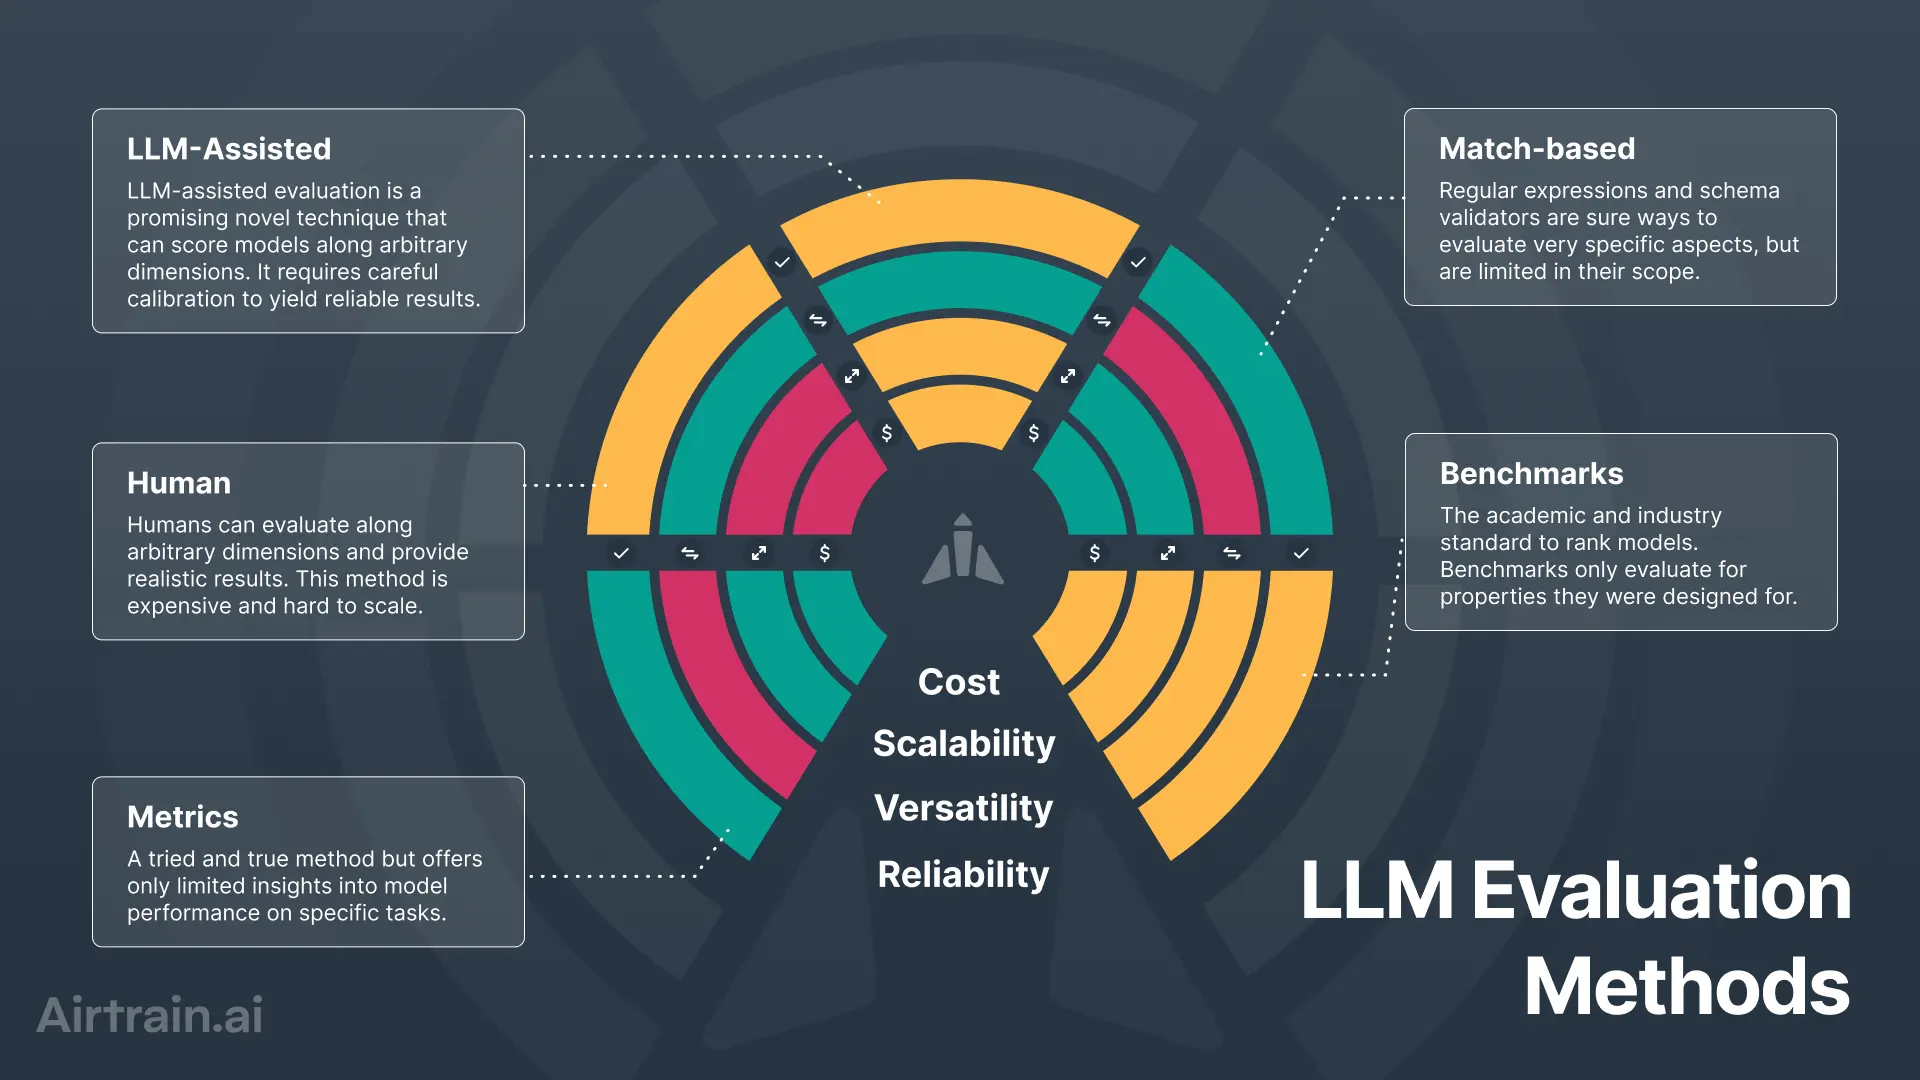 LLM-Assisted
LLM-assisted evaluation is a
promising novel technique that
can score models along arbitrary
dimensions. It requires careful
calibration to yield reliable results.
Human
Humans can evaluate along
arbitrary dimensions and provide
realistic results. This method is
expensive and hard to scale.
Metrics
A tried and true method but offers
only limited insights into model
performance on specific tasks.
Match-based
Regular expressions and schema
validators are sure ways to
evaluate very specific aspects, but
are limited in their scope.
Benchmarks
The academic and industry
standard to rank models.
Benchmarks only evaluate for
properties they were designed for.
$ $
$ $
Cost
Scalability
Versatility
Reliability
LLM Evaluation
Methods
Airtrain.ai